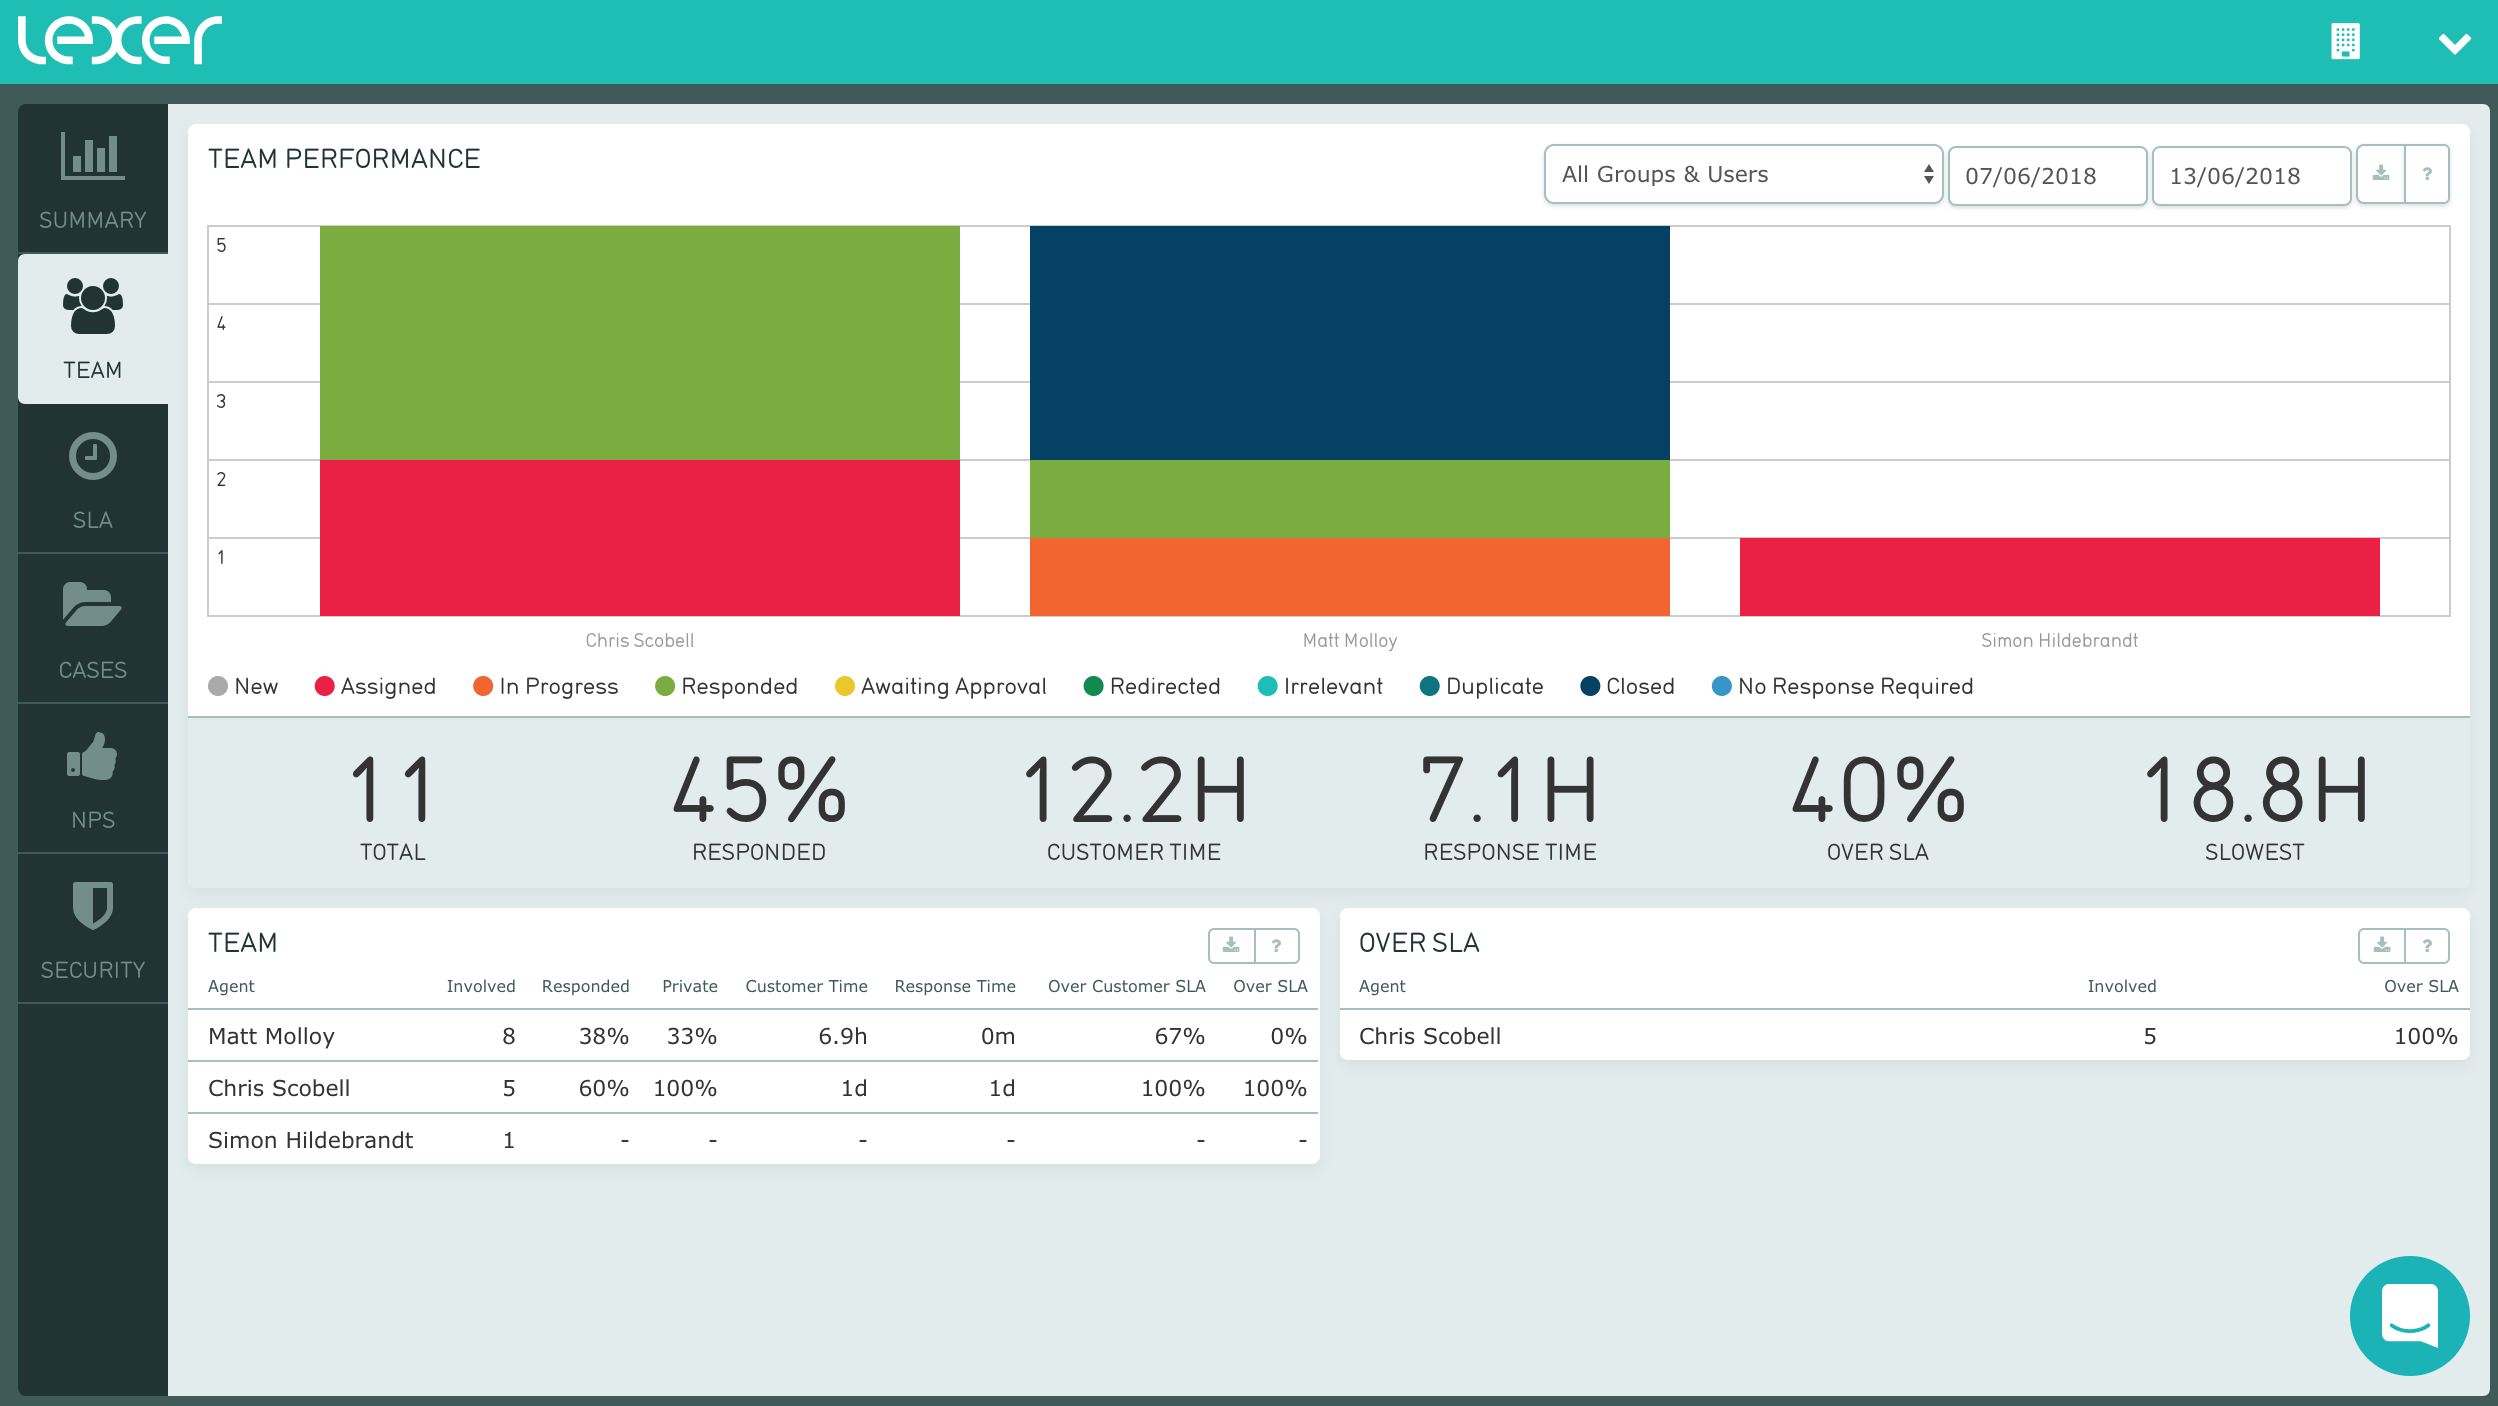 Lexer
TEAM PERFORMANCE
All Groups & Users 07/06/2018 13/06/2018 ?
SUMMARY
TEAM
SLA
CASES
NPS
SECURITY
5
4
3
2
1
Chris Scobell Matt Molloy Simon Hildebrandt
New Assigned In Progress Responded Awaiting Approval Redirected Irrelevant Duplicate Closed No Response Required
11 45% 12.2H 7.1H 40% 18.8H
TOTAL RESPONDED CUSTOMER TIME RESPONSE TIME OVER SLA SLOWEST
TEAM ?
Agent Involved Responded Private Customer Time Response Time Over Customer SLA Over SLA
Matt Molloy 8 38% 33% 6.9h 0m 67% 0%
Chris Scobell 5 60% 100% 1d 1d 100% 100%
Simon Hildebrandt 1 - - - - - -
OVER SLA ?
Agent Involved Over SLA
Chris Scobell 5 100%